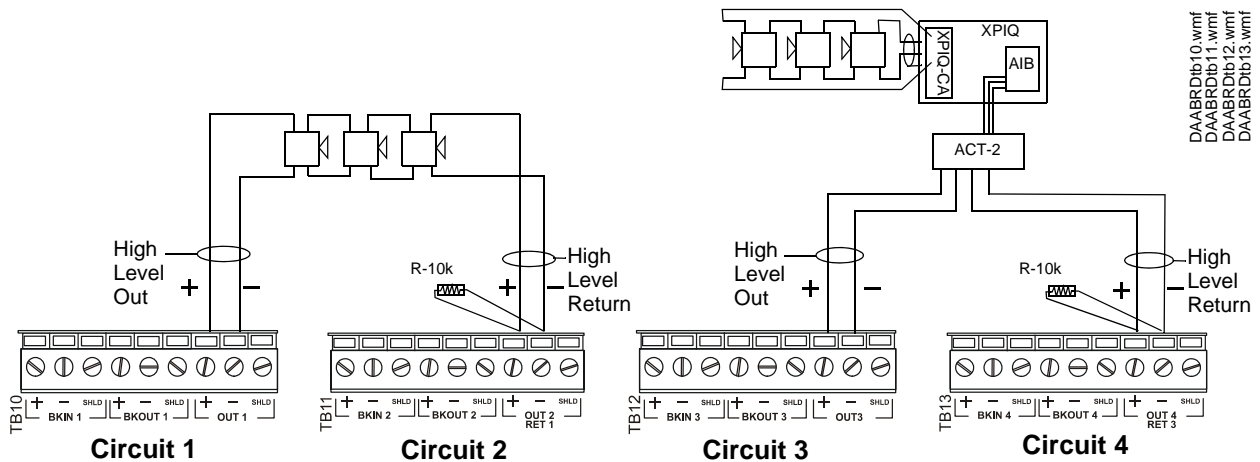 XPIQ
XPIQ-CA
AIB
DAABRDtb10.wmf
DAABRDtb11.wmf
DAABRDtb12.wmf
DAABRDtb13.wmf
ACT-2
High
Level
Out
+ −
R-10k
+ −
High
Level
Return
High
Level
Out
+ −
R-10k
+ −
High
Level
Return
TB10
+ − SHLD + − SHLD + − SHLD
BKIN 1 BKOUT 1 OUT 1
Circuit 1
TB11
+ − SHLD + − SHLD + − SHLD
BKIN 2 BKOUT 2 OUT 2
RET 1
Circuit 2
TB12
+ − SHLD + − SHLD + − SHLD
BKIN 3 BKOUT 3 OUT3
Circuit 3
TB13
+ − SHLD + − SHLD + − SHLD
BKIN 4 BKOUT 4 OUT 4
RET 3
Circuit 4